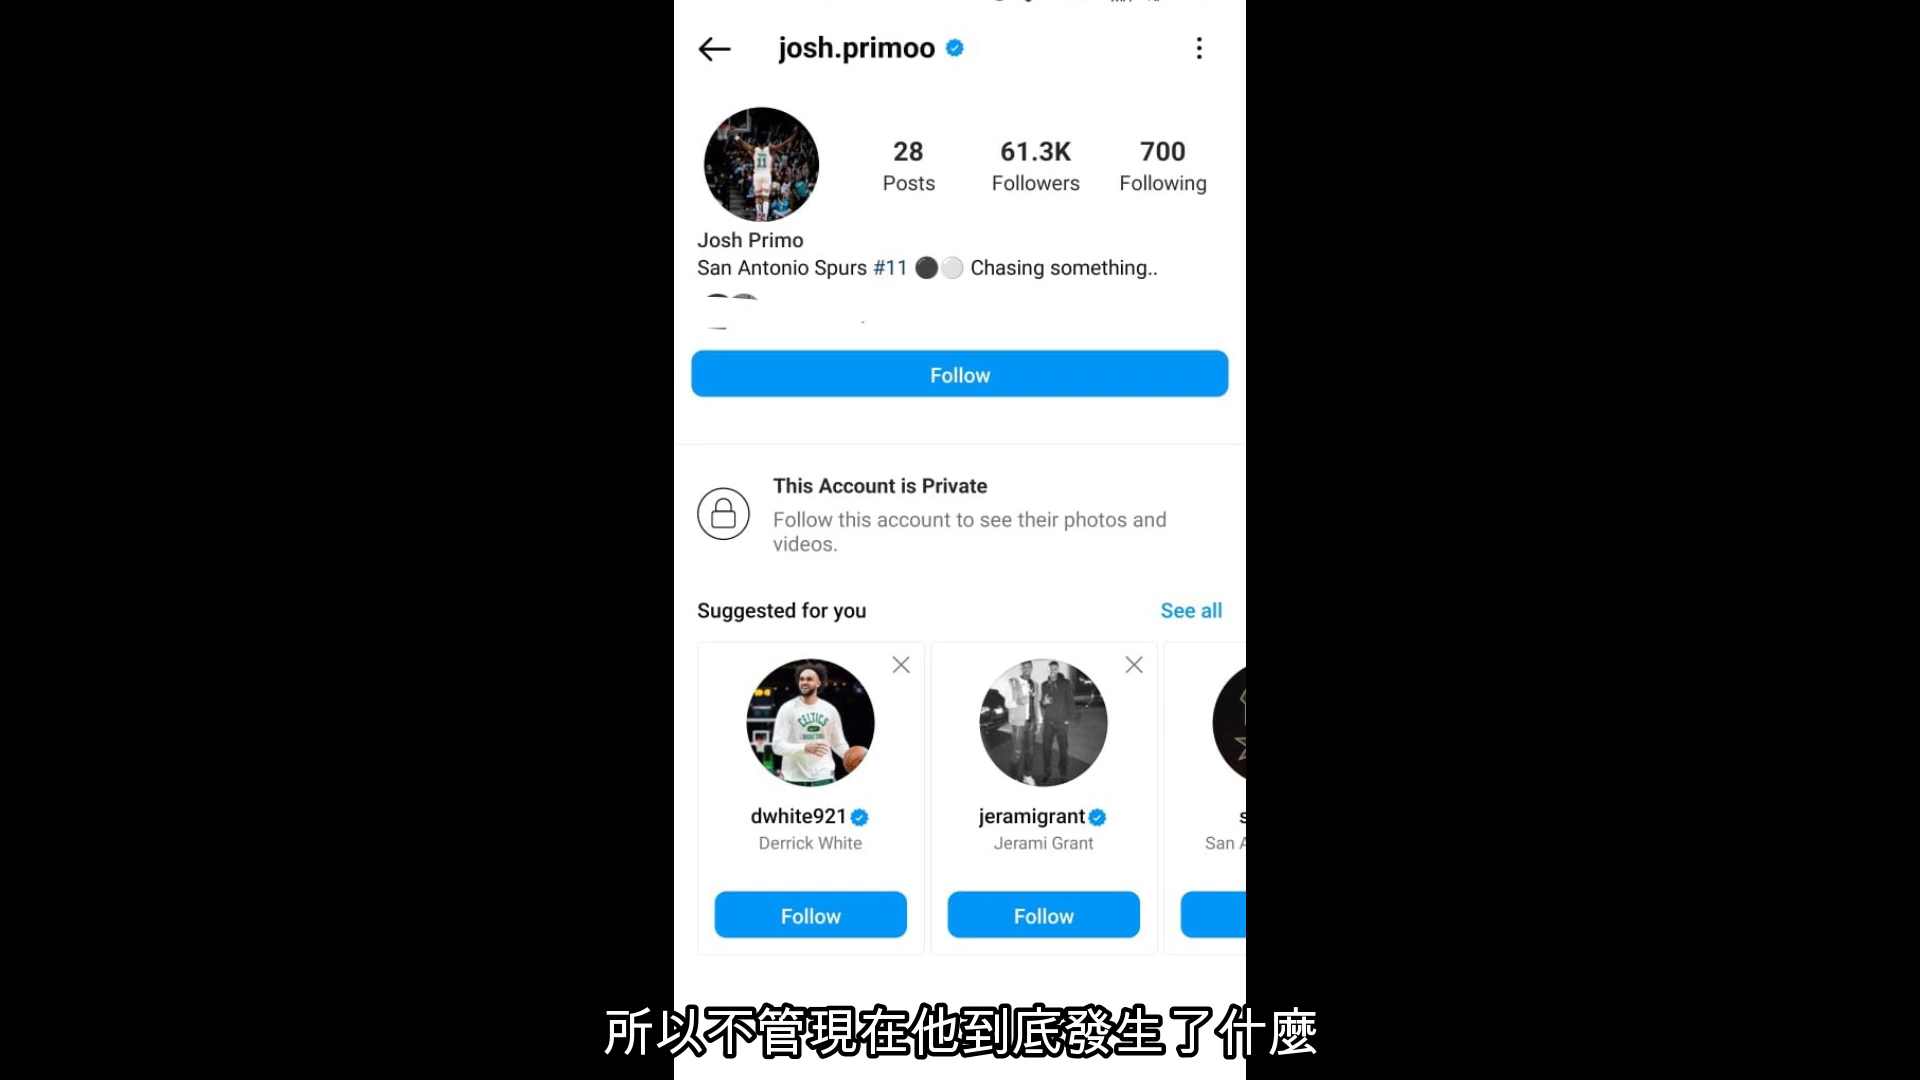 josh.primoo
28 61.3K 700
Posts Followers Following
Josh Primo
San Antonio Spurs #11 ⚫⚪ Chasing something..
Follow
This Account is Private
Follow this account to see their photos and
videos.
Suggested for you See all
CELTICS
dwhite921 jeramigrant s
Derrick White Jerami Grant San A
Follow Follow
所以不管現在他到底發生了什麼